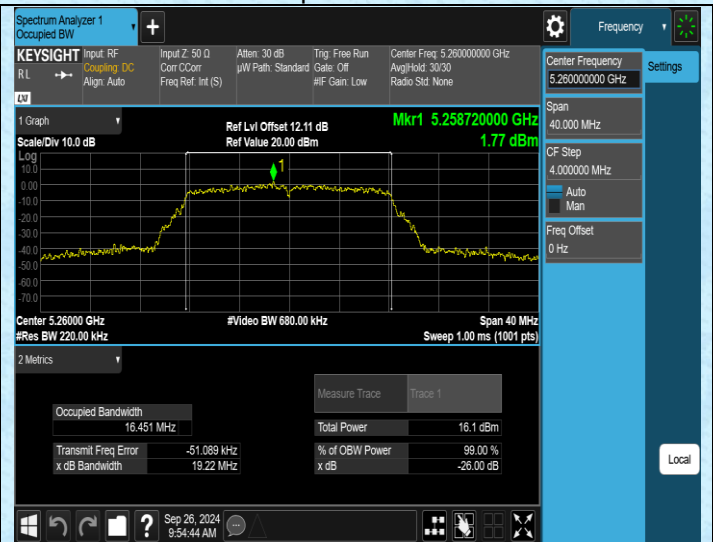 Spectrum Analyzer 1
Occupied BW
Frequency
KEYSIGHT
RL
LXI
Input: RF
Coupling: DC
Align: Auto
Input Z: 50 Ω
Corr CCorr
Freq Ref: Int (S)
Atten: 30 dB
µW Path: Standard
Trig: Free Run
Gate: Off
#IF Gain: Low
Center Freq: 5.260000000 GHz
Avg|Hold: 30/30
Radio Std: None
Center Frequency
5.260000000 GHz
Settings
Span
40.000 MHz
CF Step
4.000000 MHz
Auto
Man
Freq Offset
0 Hz
Local
1 Graph
Scale/Div 10.0 dB
Ref Lvl Offset 12.11 dB
Ref Value 20.00 dBm
Mkr1 5.258720000 GHz
1.77 dBm
Log
10.0
0.00
-10.0
-20.0
-30.0
-40.0
-50.0
-60.0
-70.0
1
Center 5.26000 GHz
#Res BW 220.00 kHz
#Video BW 680.00 kHz
Span 40 MHz
Sweep 1.00 ms (1001 pts)
2 Metrics
Measure Trace
Trace 1
Occupied Bandwidth
16.451 MHz
Total Power
16.1 dBm
Transmit Freq Error
-51.089 kHz
% of OBW Power
99.00 %
x dB Bandwidth
19.22 MHz
x dB
-26.00 dB
?
Sep 26, 2024
9:54:44 AM